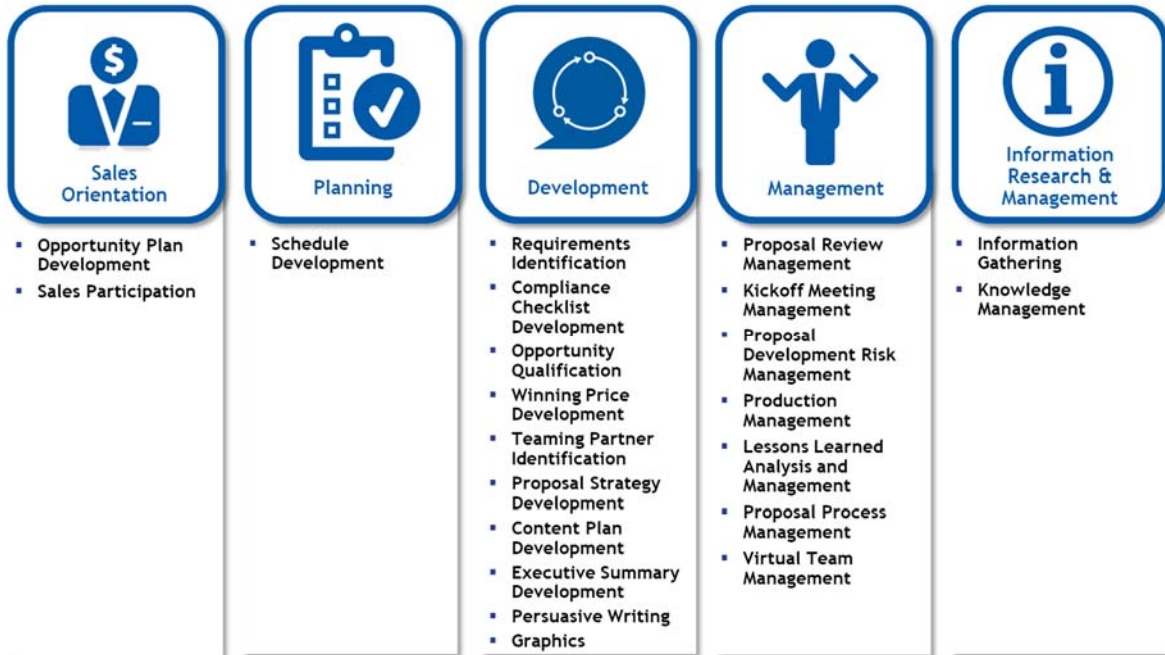 $
Sales
Orientation
Opportunity Plan
Development
Sales Participation
Planning
Schedule
Development
Development
Requirements
Identification
Compliance
Checklist
Development
Opportunity
Qualification
Winning Price
Development
Teaming Partner
Identification
Proposal Strategy
Development
Content Plan
Development
Executive Summary
Development
Persuasive Writing
Graphics
Management
Proposal Review
Management
Kickoff Meeting
Management
Proposal
Development Risk
Management
Production
Management
Lessons Learned
Analysis and
Management
Proposal Process
Management
Virtual Team
Management
i
Information
Research &
Management
Information
Gathering
Knowledge
Management